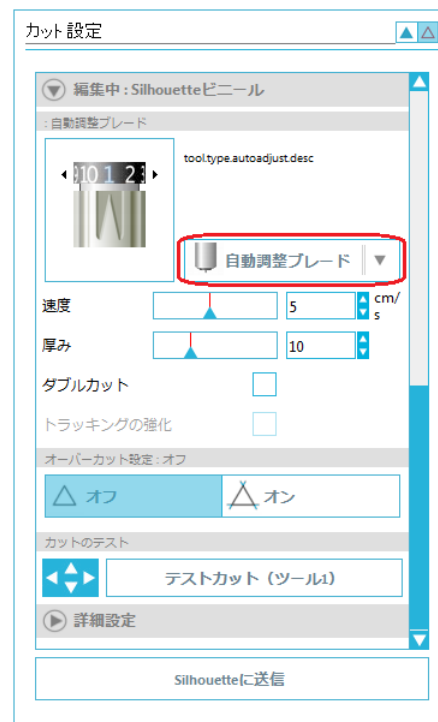 カット 設定
編集中 : Silhouetteビニール
: 自動調整ブレード
10 1 2 3
tool.type.autoadjust.desc
自動調整ブレード
速度 5 cm/s
厚み 10
ダブルカット
トラッキングの強化
オーバーカット設定 : オフ
オフ オン
カットのテスト
テストカット（ツール1）
詳細設定
Silhouetteに送信